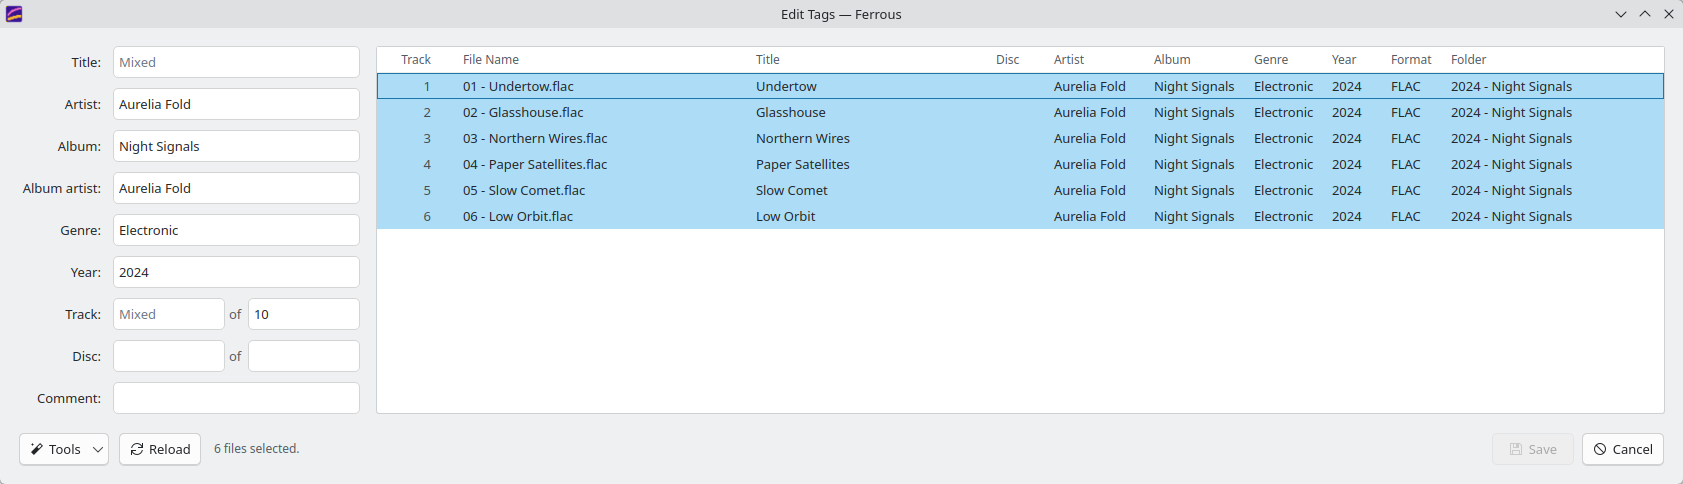 Edit Tags — Ferrous
Title: Mixed
Artist: Aurelia Fold
Album: Night Signals
Album artist: Aurelia Fold
Genre: Electronic
Year: 2024
Track: Mixed of 10
Disc: of
Comment:
Track File Name Title Disc Artist Album Genre Year Format Folder
1 01 - Undertow.flac Undertow Aurelia Fold Night Signals Electronic 2024 FLAC 2024 - Night Signals
2 02 - Glasshouse.flac Glasshouse Aurelia Fold Night Signals Electronic 2024 FLAC 2024 - Night Signals
3 03 - Northern Wires.flac Northern Wires Aurelia Fold Night Signals Electronic 2024 FLAC 2024 - Night Signals
4 04 - Paper Satellites.flac Paper Satellites Aurelia Fold Night Signals Electronic 2024 FLAC 2024 - Night Signals
5 05 - Slow Comet.flac Slow Comet Aurelia Fold Night Signals Electronic 2024 FLAC 2024 - Night Signals
6 06 - Low Orbit.flac Low Orbit Aurelia Fold Night Signals Electronic 2024 FLAC 2024 - Night Signals
Tools Reload 6 files selected. Save Cancel